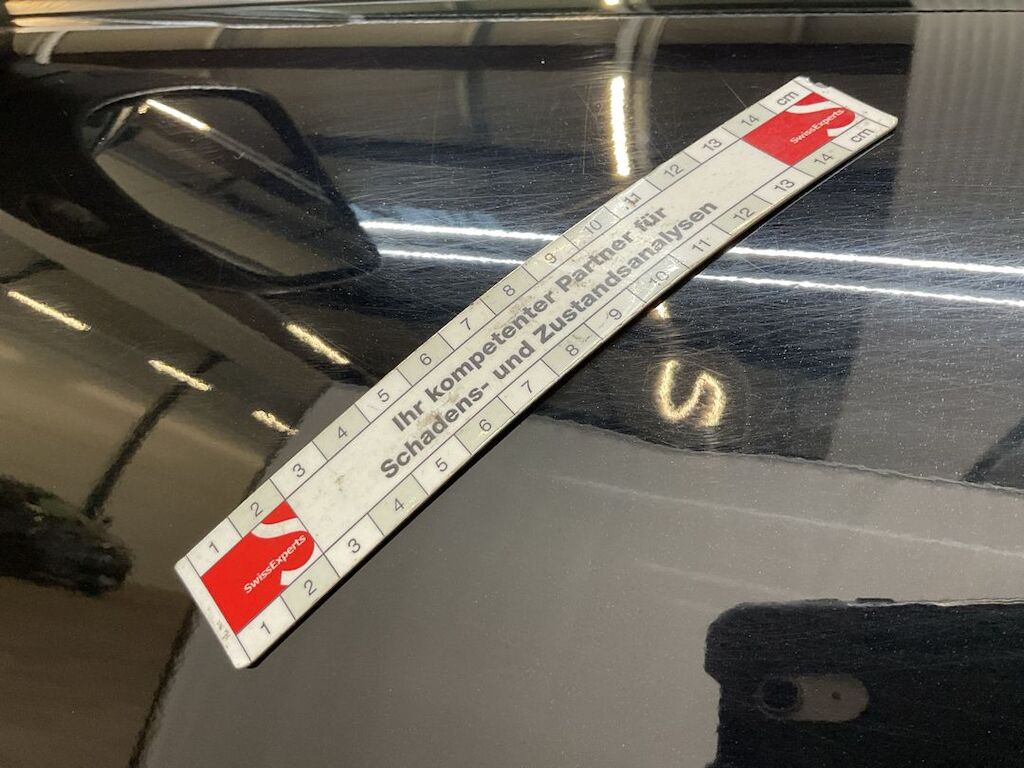 1 2 3 4 5 6 7 8 9 10 11 12 13 14 cm
SwissExperts
Ihr kompetenter Partner für
Schadens- und Zustandsanalysen
SwissExperts
1 2 3 4 5 6 7 8 9 10 11 12 13 14 cm